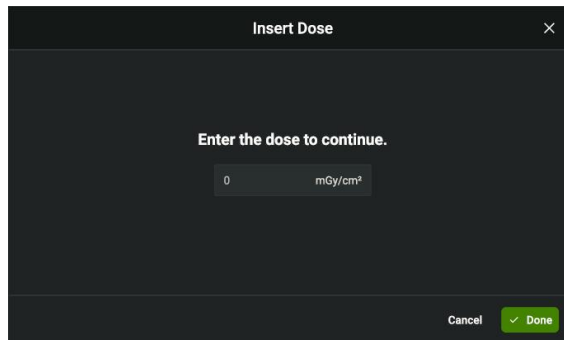 Insert Dose
Enter the dose to continue.
0 mGy/cm²
Cancel Done